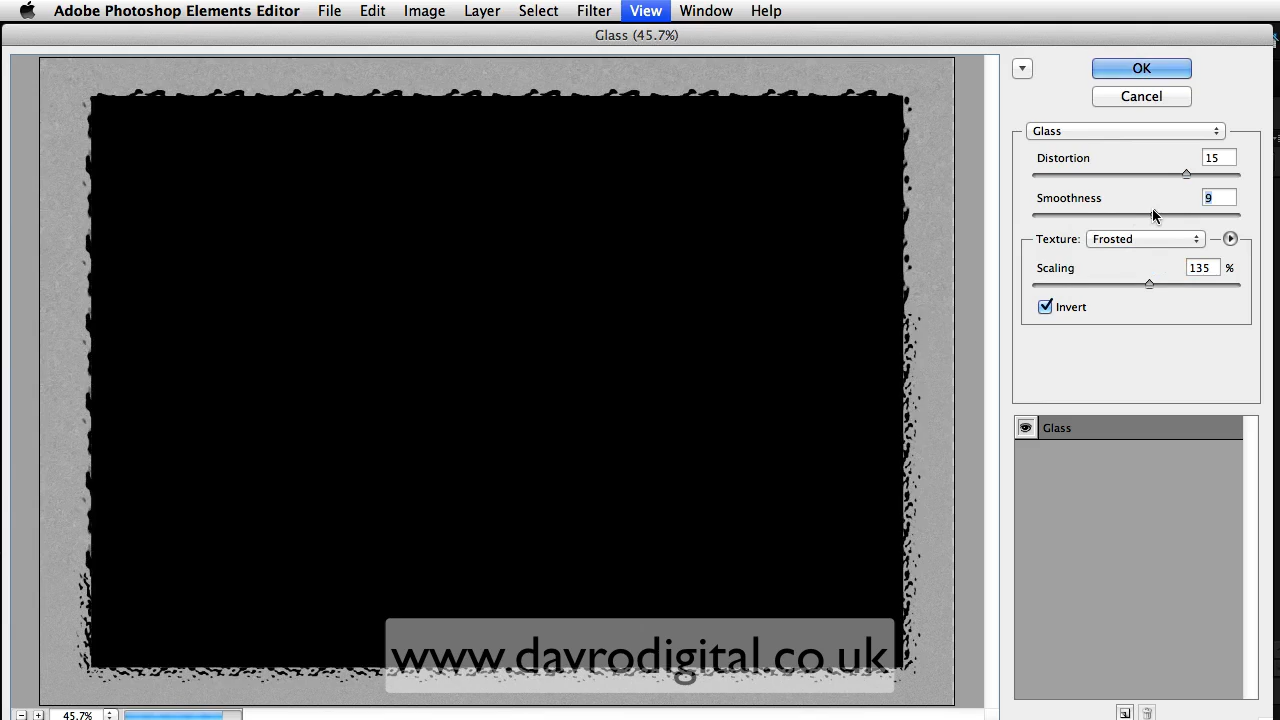 Adobe Photoshop Elements Editor File Edit Image Layer Select Filter View Window Help
Glass (45.7%)
OK
Cancel
Glass
Distortion 15
Smoothness 9
Texture: Frosted
Scaling 135 %
Invert
Glass
www.davrodigital.co.uk
45.7%